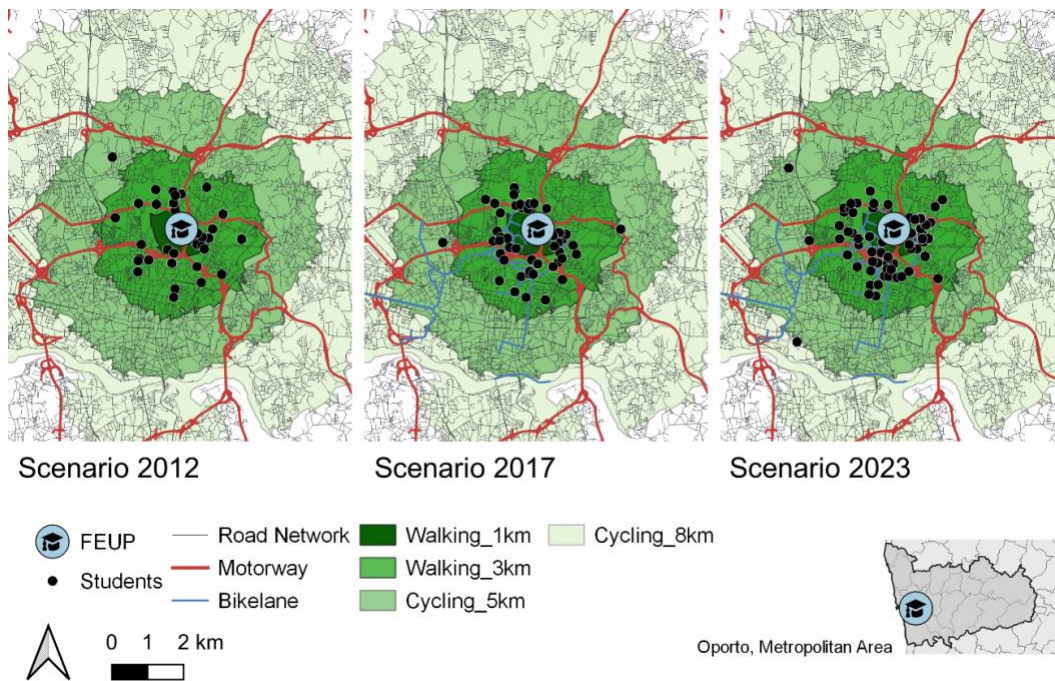 Scenario 2012
Scenario 2017
Scenario 2023
FEUP
Students
Road Network
Motorway
Bikelane
Walking_1km
Walking_3km
Cycling_5km
Cycling_8km
0 1 2 km
Oporto, Metropolitan Area